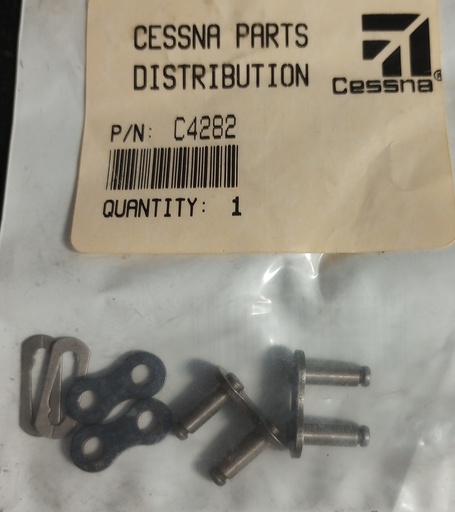 CESSNA PARTS
DISTRIBUTION
Cessna®
P/N: C4282
QUANTITY: 1